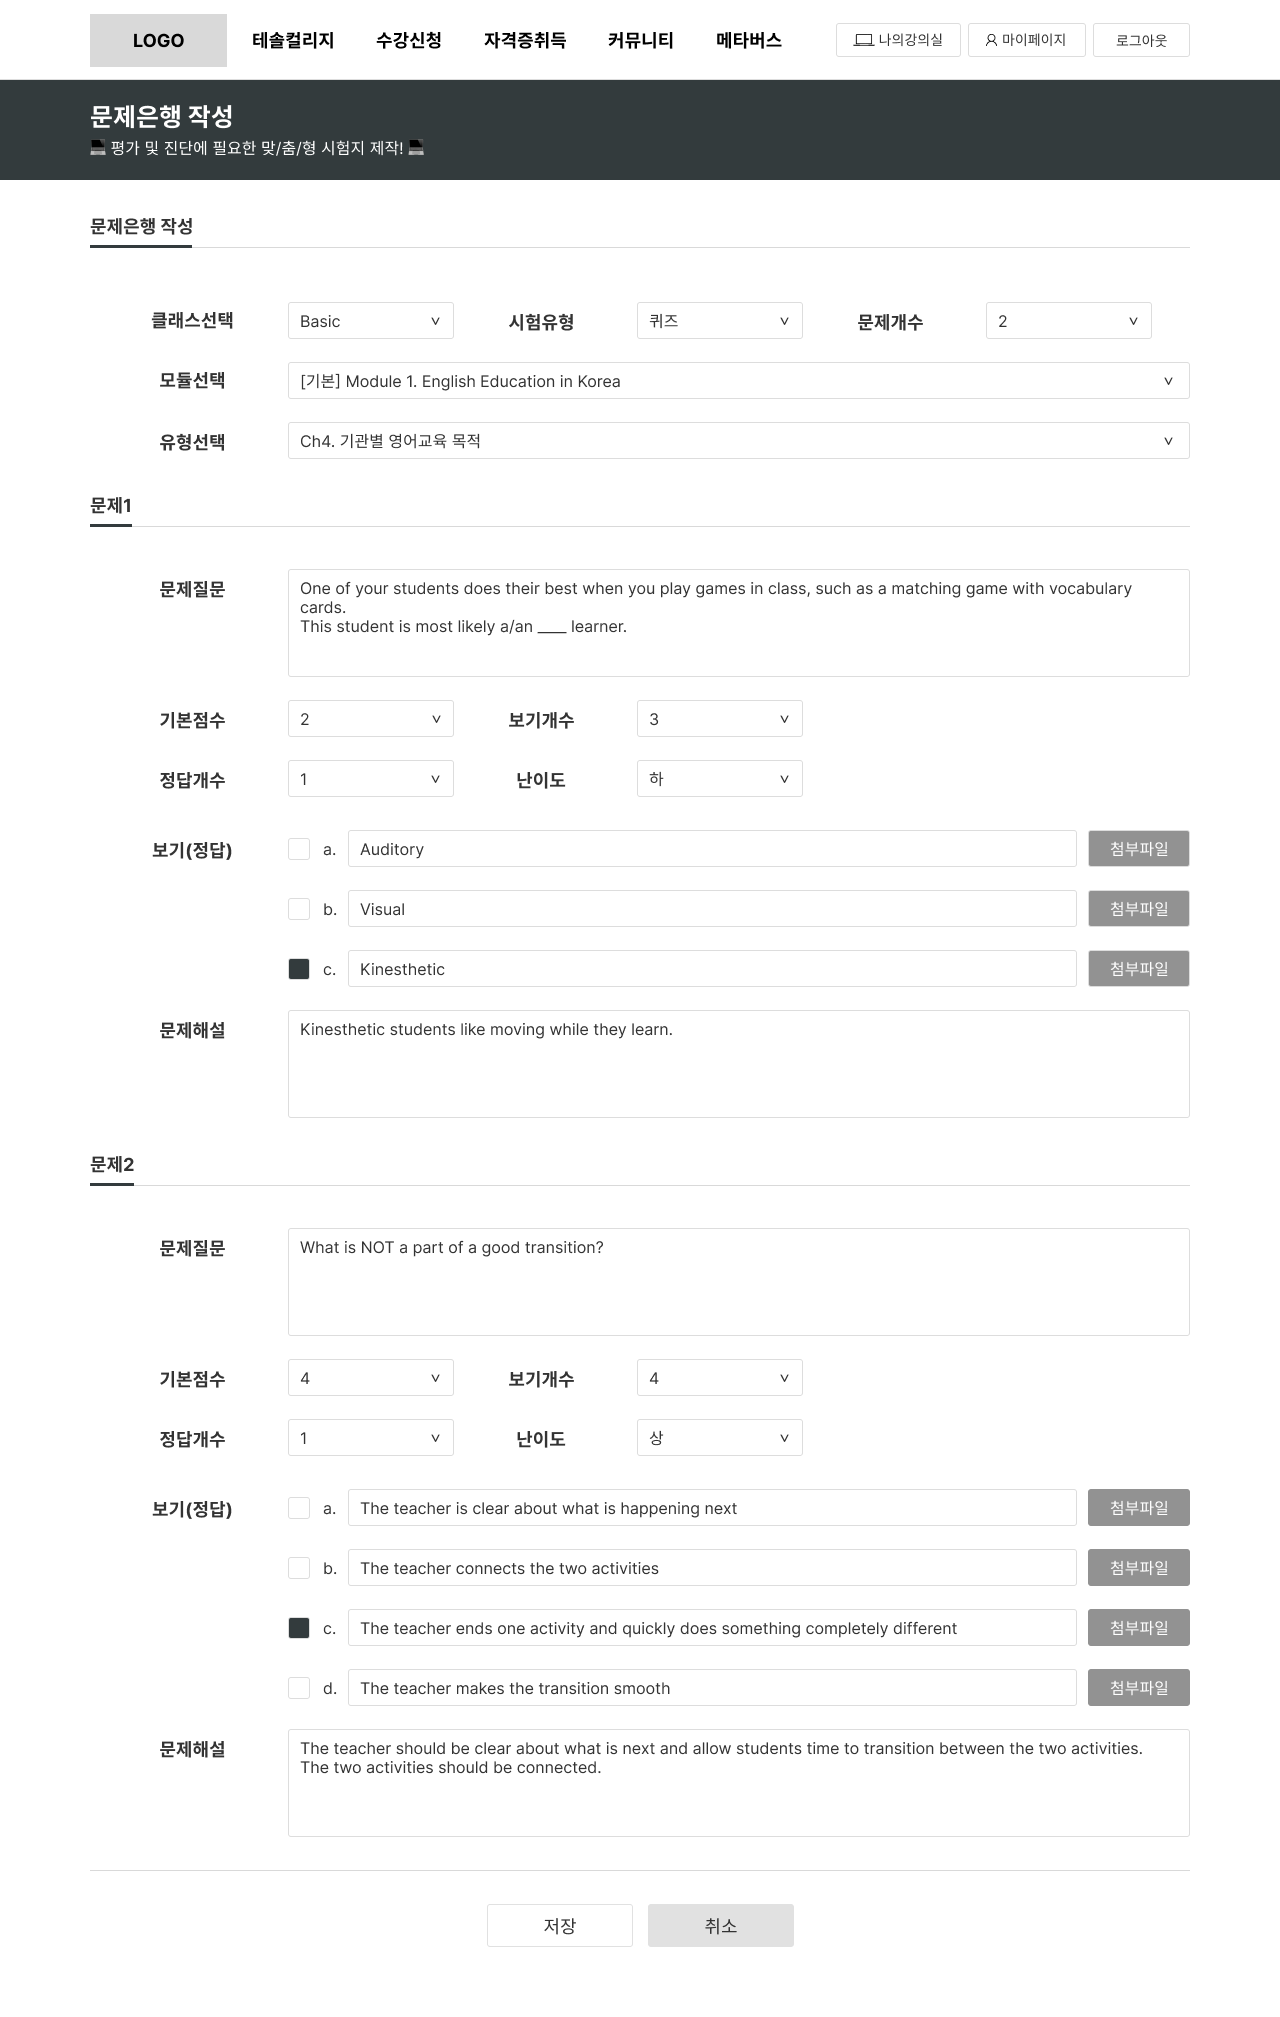 LOGO 테솔컬리지 수강신청 자격증취득 커뮤니티 메타버스 나의강의실 마이페이지 로그아웃
문제은행 작성
평가 및 진단에 필요한 맞/춤/형 시험지 제작!
문제은행 작성
클래스선택 Basic 시험유형 퀴즈 문제개수 2
모듈선택 [기본] Module 1. English Education in Korea
유형선택 Ch4. 기관별 영어교육 목적
문제1
문제질문 One of your students does their best when you play games in class, such as a matching game with vocabulary
cards.
This student is most likely a/an ____ learner.
기본점수 2 보기개수 3
정답개수 1 난이도 하
보기(정답) a. Auditory 첨부파일
b. Visual 첨부파일
c. Kinesthetic 첨부파일
문제해설 Kinesthetic students like moving while they learn.
문제2
문제질문 What is NOT a part of a good transition?
기본점수 4 보기개수 4
정답개수 1 난이도 상
보기(정답) a. The teacher is clear about what is happening next 첨부파일
b. The teacher connects the two activities 첨부파일
c. The teacher ends one activity and quickly does something completely different 첨부파일
d. The teacher makes the transition smooth 첨부파일
문제해설 The teacher should be clear about what is next and allow students time to transition between the two activities.
The two activities should be connected.
저장 취소